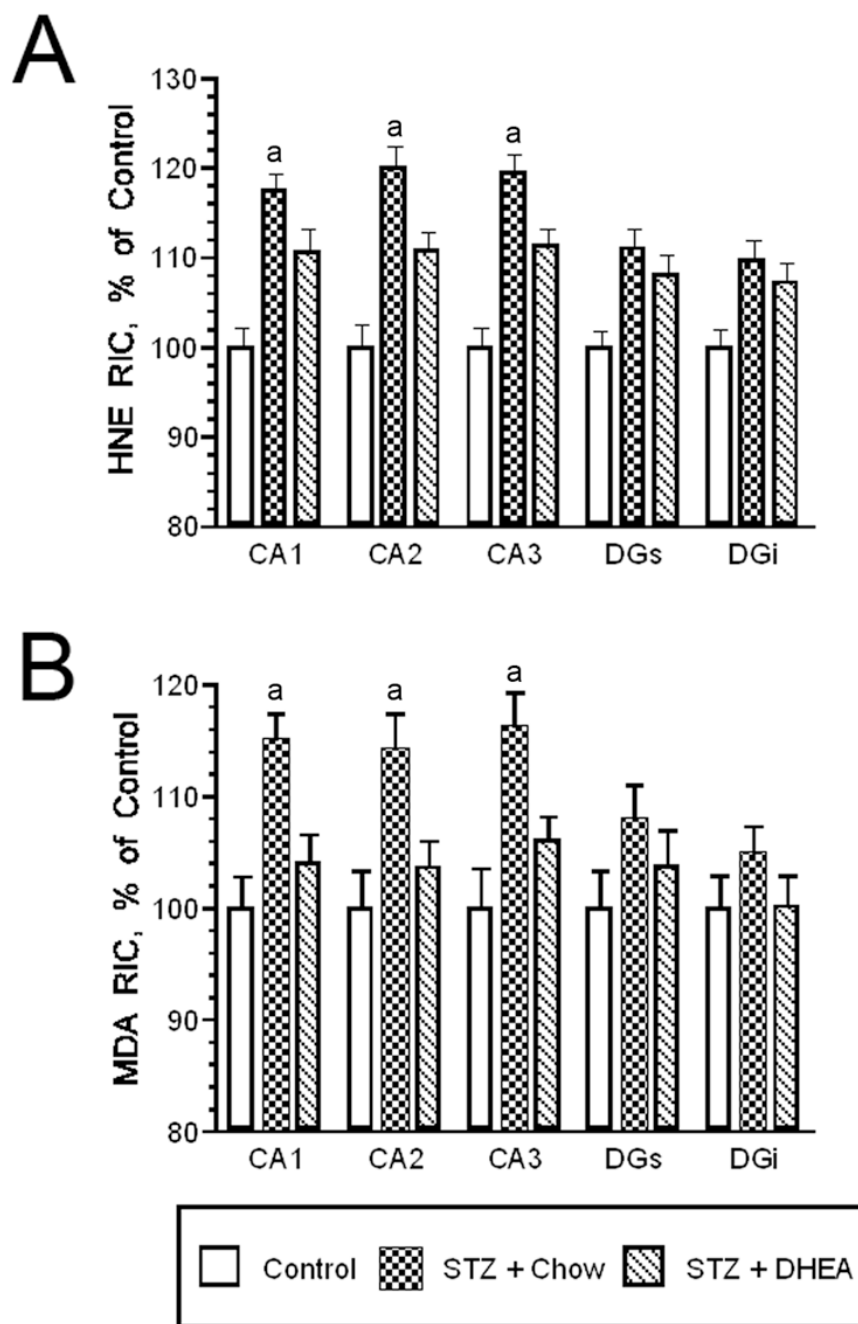 A
HNE RIC, % of Control
130
120
110
100
90
80
a
a
a
CA1 CA2 CA3 DGs DGi
B
MDA RIC, % of Control
120
110
100
90
80
a
a
a
CA1 CA2 CA3 DGs DGi
Control STZ + Chow STZ + DHEA